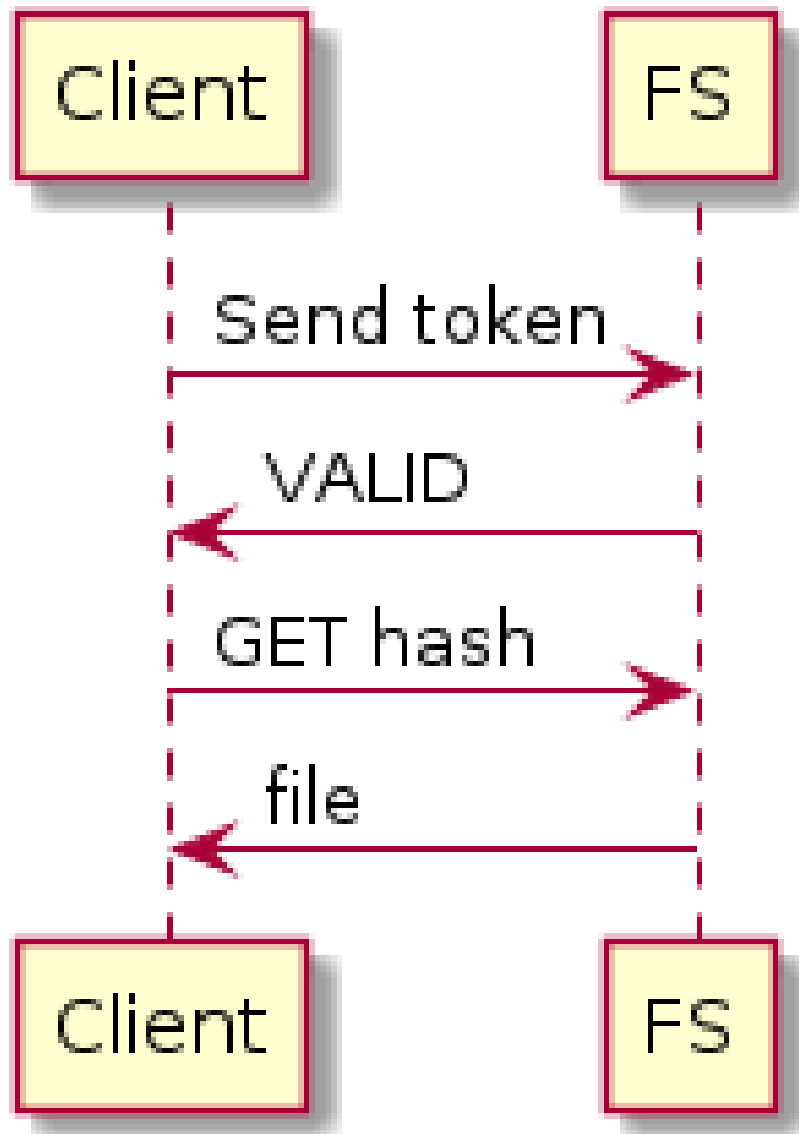 Client
FS
Send token
VALID
GET hash
file
Client
FS